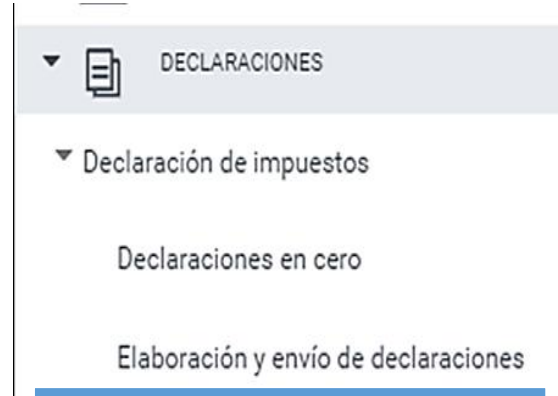 DECLARACIONES
Declaración de impuestos
Declaraciones en cero
Elaboración y envío de declaraciones